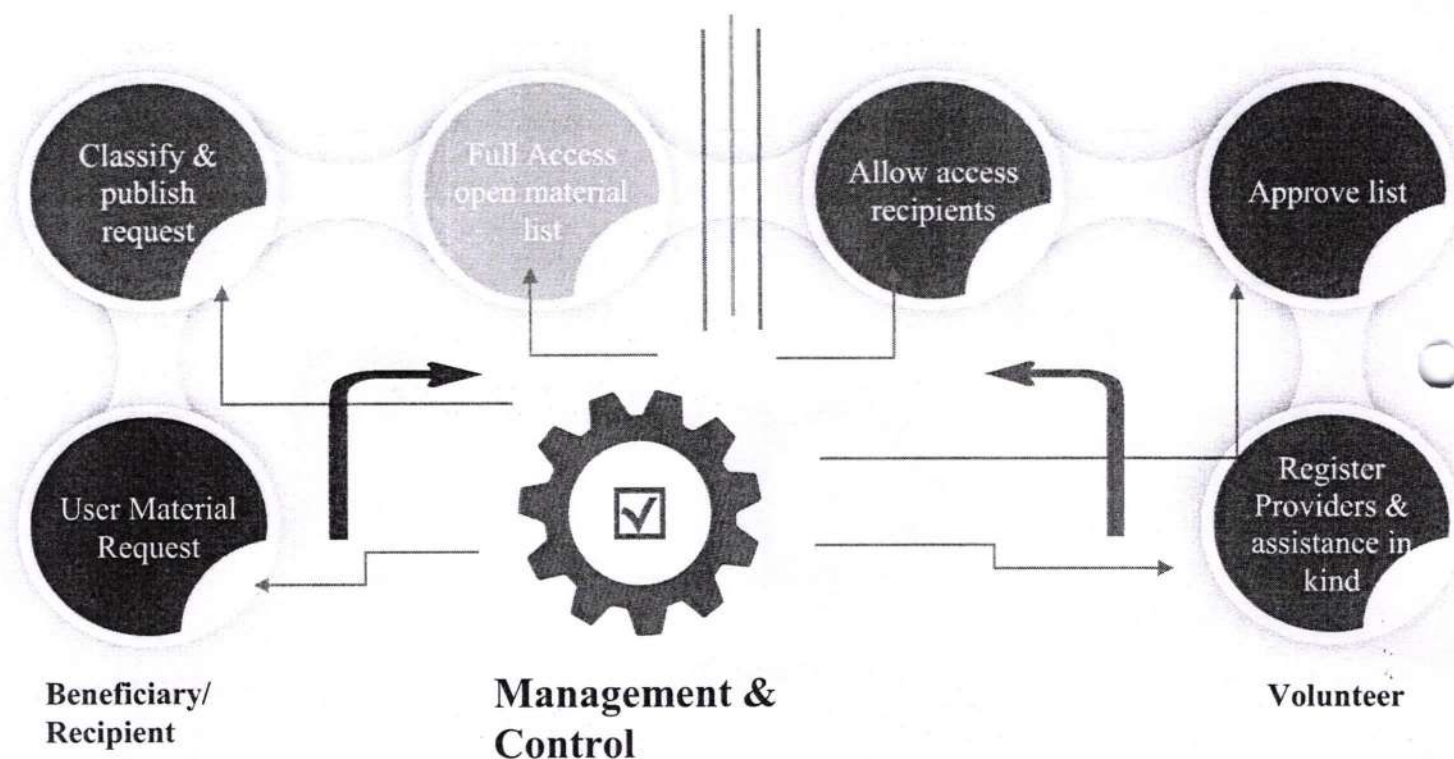 Classify &
publish
request
Full Access
open material
list
Allow access
recipients
Approve list
User Material
Request
Register
Providers &
assistance in
kind
Beneficiary/
Recipient
Management &
Control
Volunteer